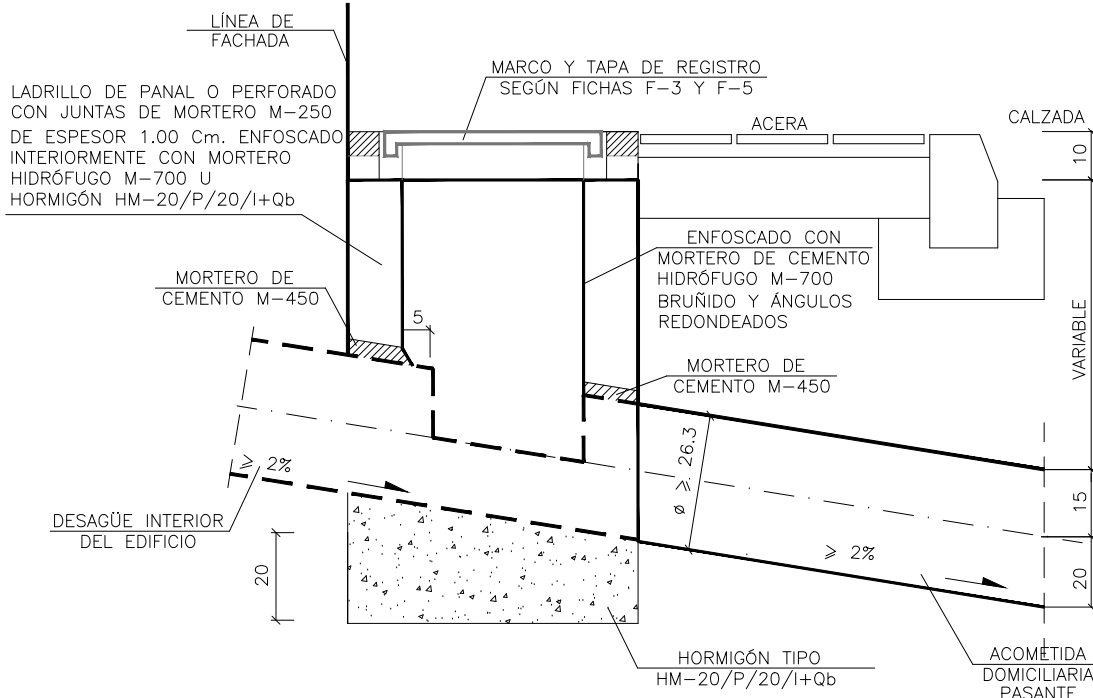 LÍNEA DE
FACHADA
LADRILLO DE PANAL O PERFORADO
CON JUNTAS DE MORTERO M-250
DE ESPESOR 1.00 Cm. ENFOSCADO
INTERIORMENTE CON MORTERO
HIDRÓFUGO M-700 U
HORMIGÓN HM-20/P/20/I+Qb
MARCO Y TAPA DE REGISTRO
SEGÚN FICHAS F-3 Y F-5
ACERA
CALZADA
10
MORTERO DE
CEMENTO M-450
5
ENFOSCADO CON
MORTERO DE CEMENTO
HIDRÓFUGO M-700
BRUÑIDO Y ÁNGULOS
REDONDEADOS
VARIABLE
MORTERO DE
CEMENTO M-450
⩾ 2%
ø ⩾ 26.3
15
DESAGÜE INTERIOR
DEL EDIFICIO
20
⩾ 2%
20
HORMIGÓN TIPO
HM-20/P/20/I+Qb
ACOMETIDA
DOMICILIARIA
PASANTE